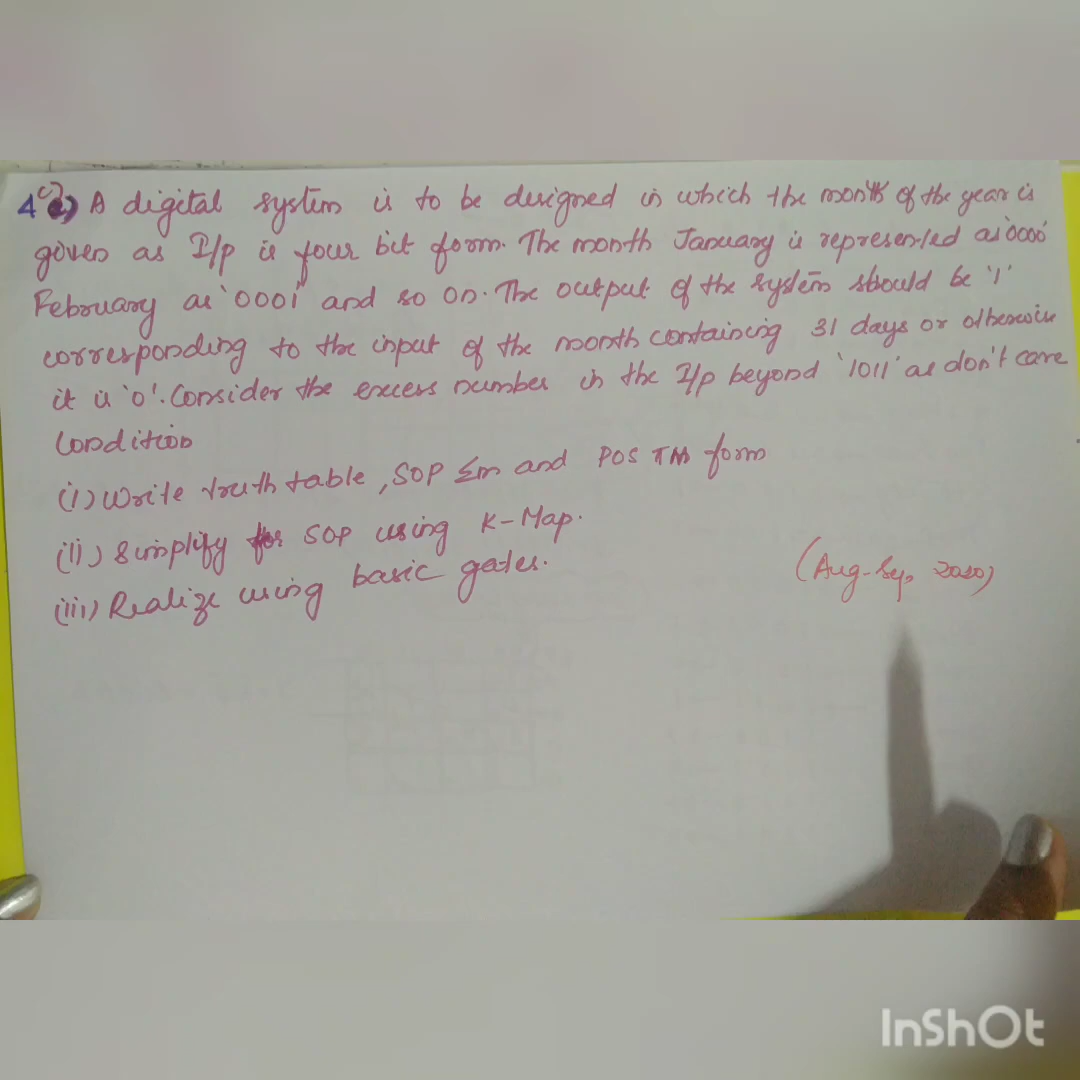 4 c) A digital system is to be designed in which the month of the year is
given as I/p is four bit form. The month January is represented as '0000'
February as '0001' and so on. The output of the system should be '1'
corresponding to the input of the month containing 31 days or otherwise
it is '0'. Consider the excess number in the I/p beyond '1011' as don't care
Condition
(i) Write truth table, SOP Σm and POS ΠM form
(ii) Simplify for SOP using K-Map.
(iii) Realize using basic gates.
(Aug-Sep 2020)
InShOt